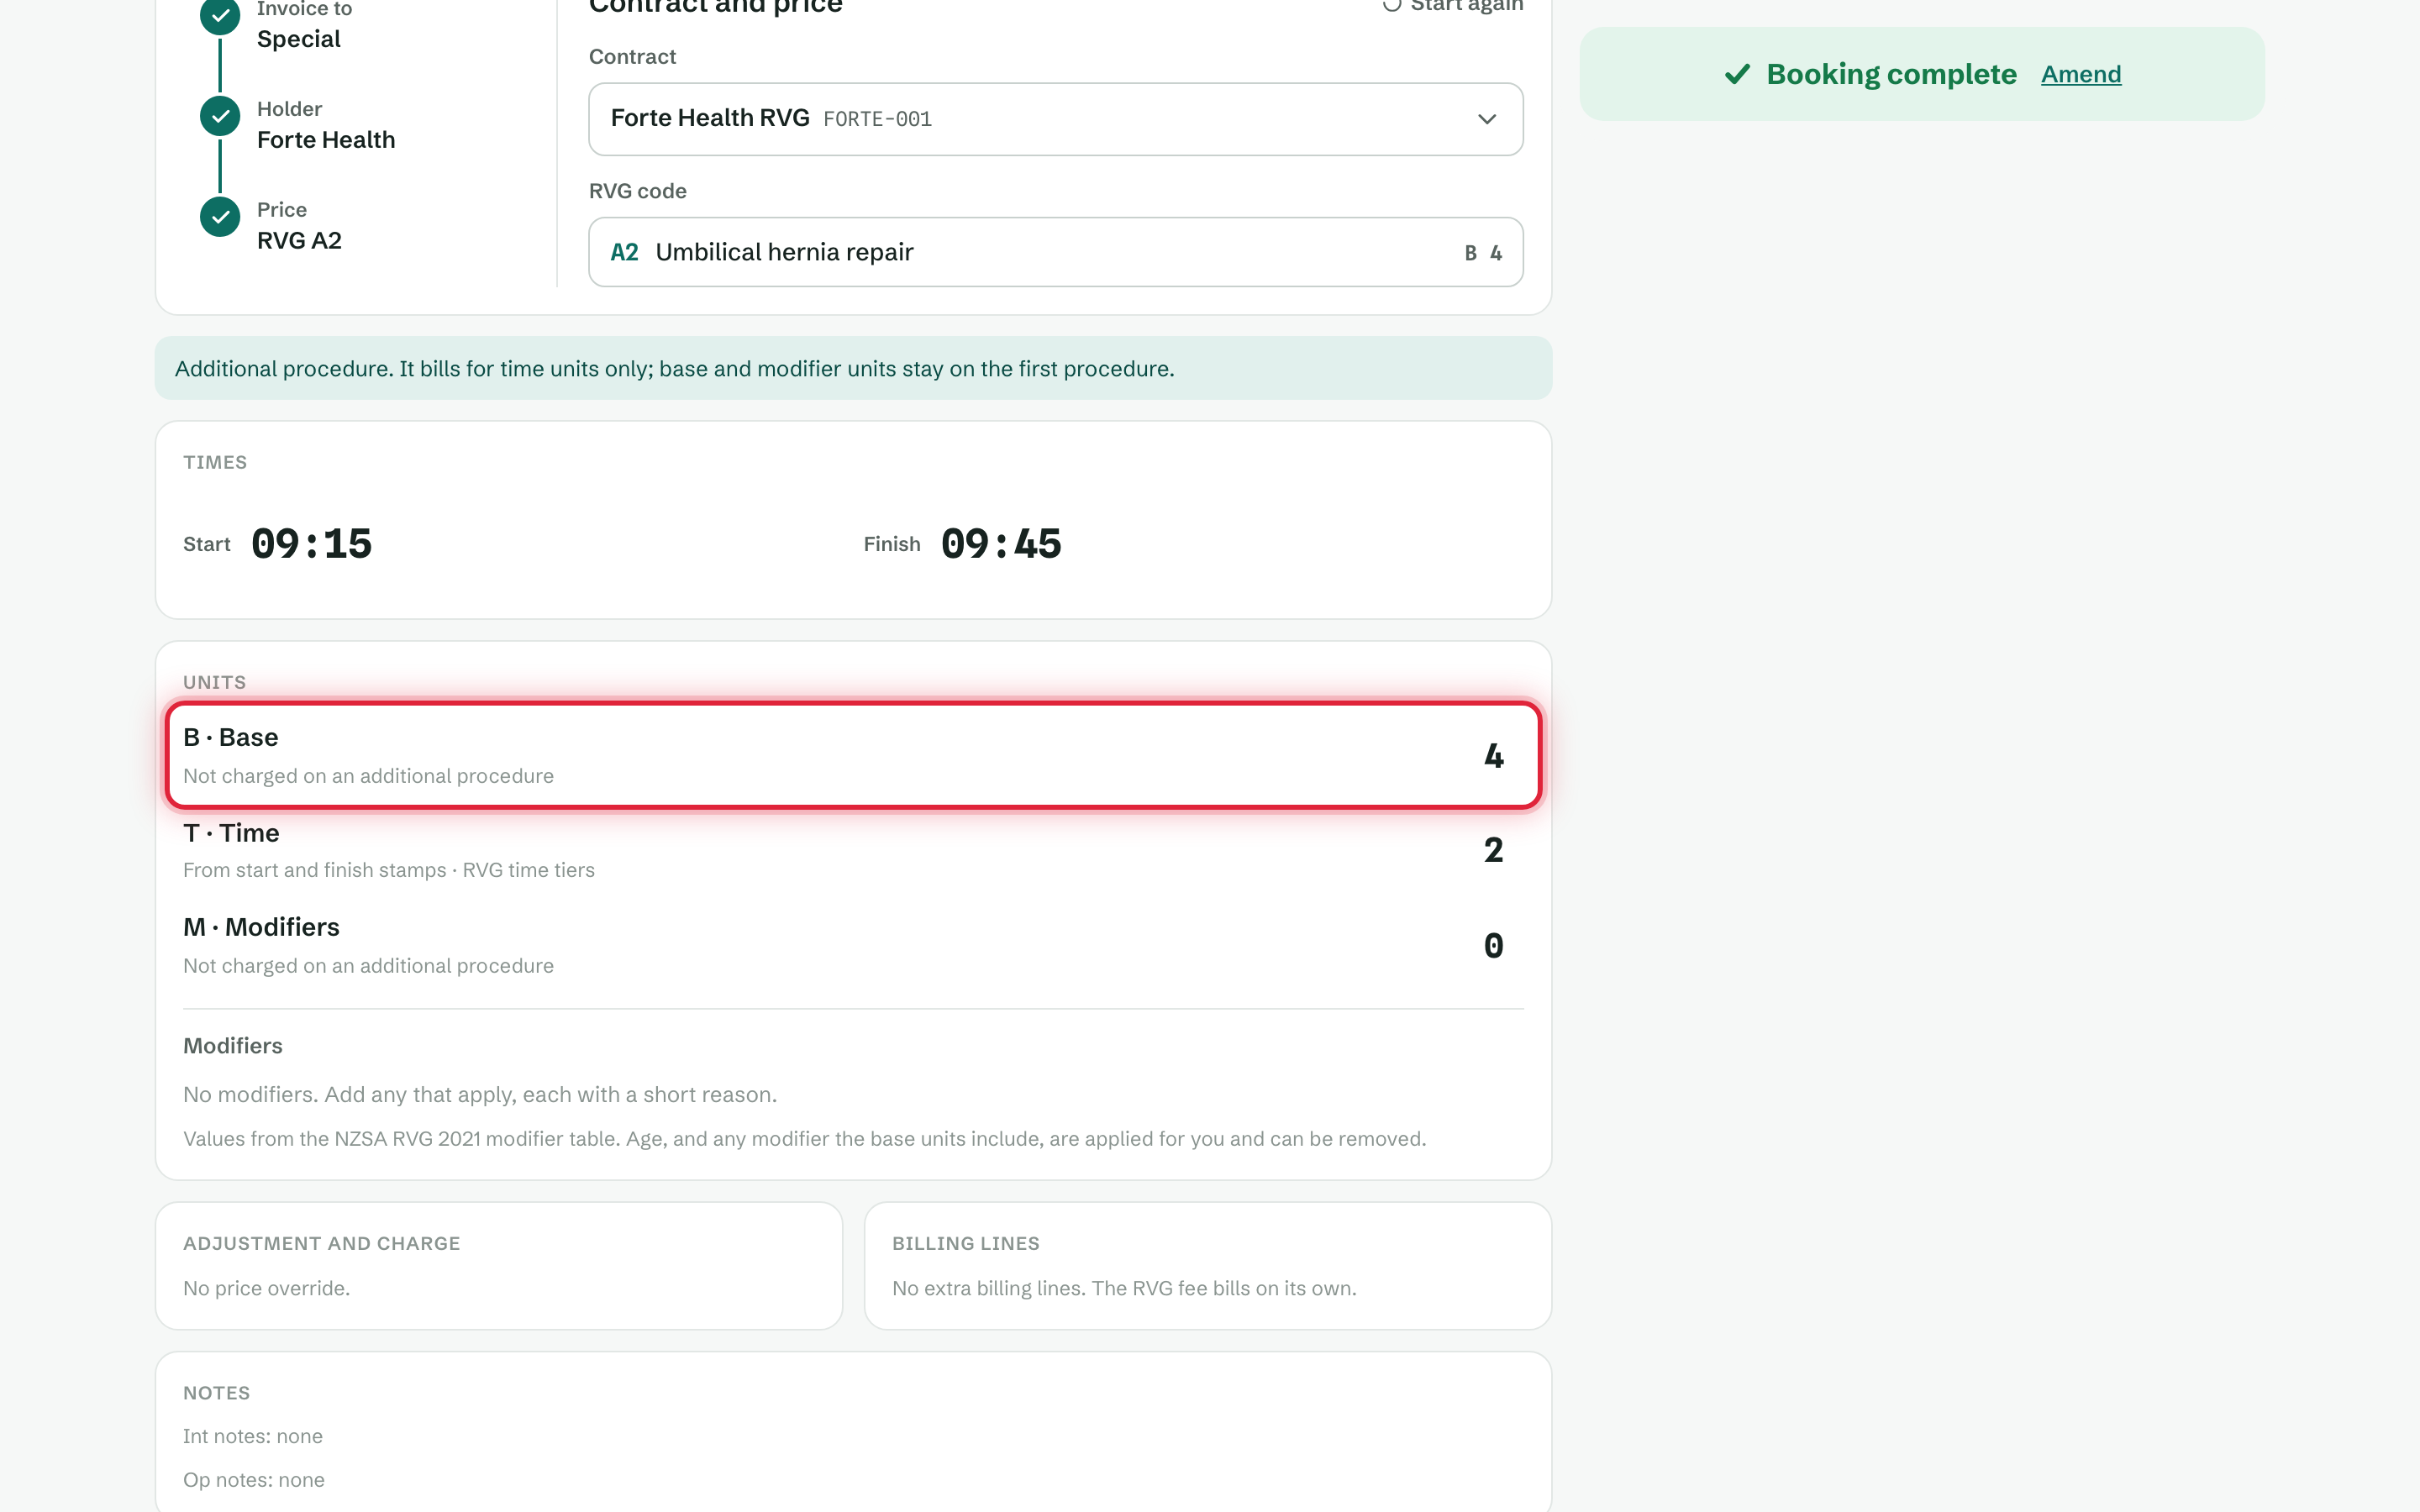 Invoice to
Special
Holder
Forte Health
Price
RVG A2
Contract and price
Start again
Contract
Forte Health RVG FORTE-001
RVG code
A2 Umbilical hernia repair B 4
Booking complete Amend
Additional procedure. It bills for time units only; base and modifier units stay on the first procedure.
TIMES
Start 09:15 Finish 09:45
UNITS
B · Base
Not charged on an additional procedure
4
T · Time
From start and finish stamps · RVG time tiers
2
M · Modifiers
Not charged on an additional procedure
0
Modifiers
No modifiers. Add any that apply, each with a short reason.
Values from the NZSA RVG 2021 modifier table. Age, and any modifier the base units include, are applied for you and can be removed.
ADJUSTMENT AND CHARGE
No price override.
BILLING LINES
No extra billing lines. The RVG fee bills on its own.
NOTES
Int notes: none
Op notes: none